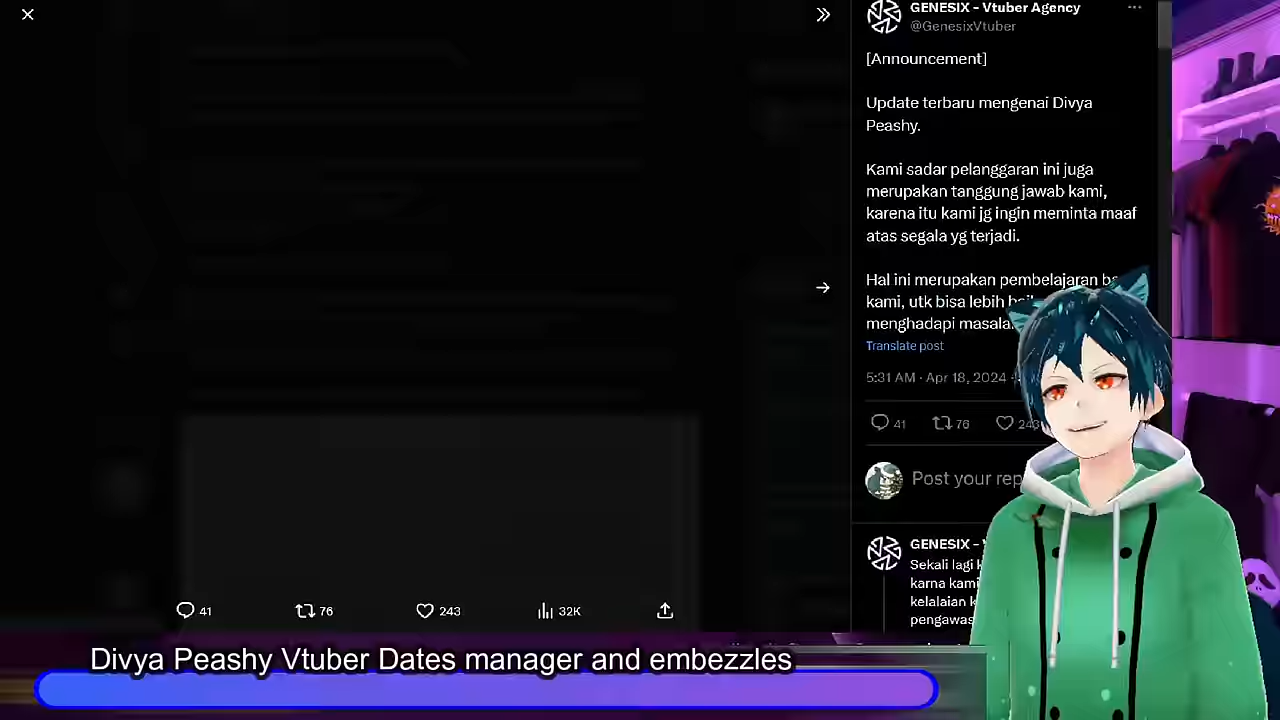 GENESIX - Vtuber Agency
@GenesixVtuber
[Announcement]
Update terbaru mengenai Divya
Peashy.
Kami sadar pelanggaran ini juga
merupakan tanggung jawab kami,
karena itu kami jg ingin meminta maaf
atas segala yg terjadi.
Hal ini merupakan pembelajaran
kami, utk bisa lebih
menghadapi
Translate post
5:31 AM · Apr 18, 2024 ·
41 76
Post your
GENESIX -
Sekali lagi
karna kami
kelalaian
41 76 243 32K
Divya Peashy Vtuber Dates manager and embezzles